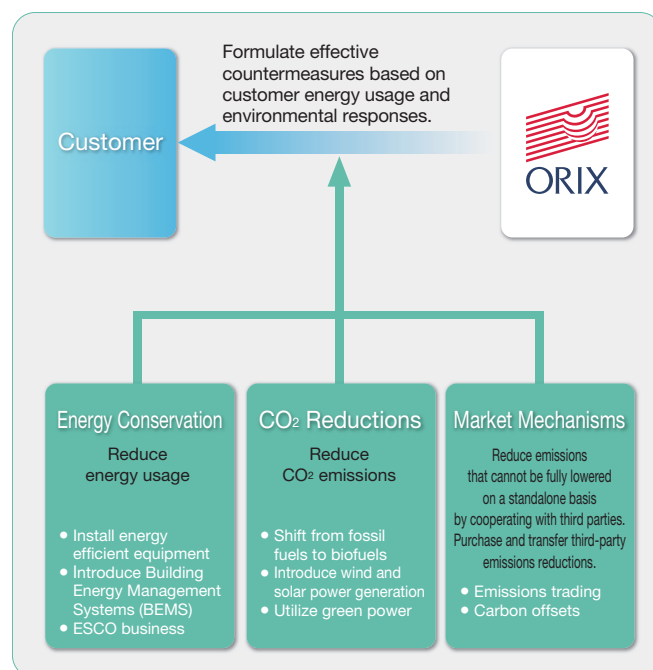 Formulate effective
countermeasures based on
customer energy usage and
environmental responses.
Customer
ORIX
Energy Conservation
Reduce
energy usage
• Install energy
efficient equipment
• Introduce Building
Energy Management
Systems (BEMS)
• ESCO business
CO2 Reductions
Reduce
CO2 emissions
• Shift from fossil
fuels to biofuels
• Introduce wind and
solar power generation
• Utilize green power
Market Mechanisms
Reduce emissions
that cannot be fully lowered
on a standalone basis
by cooperating with third parties.
Purchase and transfer third-party
emissions reductions.
• Emissions trading
• Carbon offsets